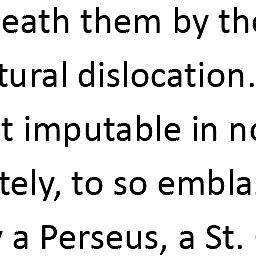 eath them by the
tural dislocation.
t imputable in no
tely, to so embla
y a Perseus, a St.